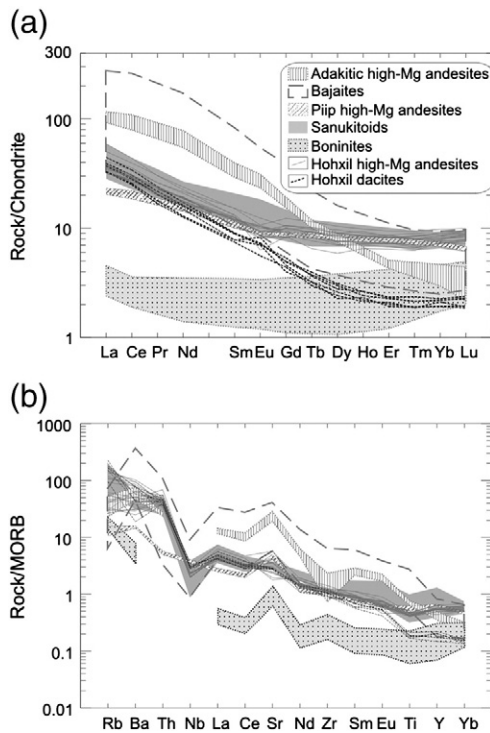 (a)
300
100
10
1
Rock/Chondrite
Adakitic high-Mg andesites
Bajaites
Piip high-Mg andesites
Sanukitoids
Boninites
Hohxil high-Mg andesites
Hohxil dacites
La Ce Pr Nd Sm Eu Gd Tb Dy Ho Er Tm Yb Lu
(b)
1000
100
10
1
0.1
0.01
Rock/MORB
Rb Ba Th Nb La Ce Sr Nd Zr Sm Eu Ti Y Yb